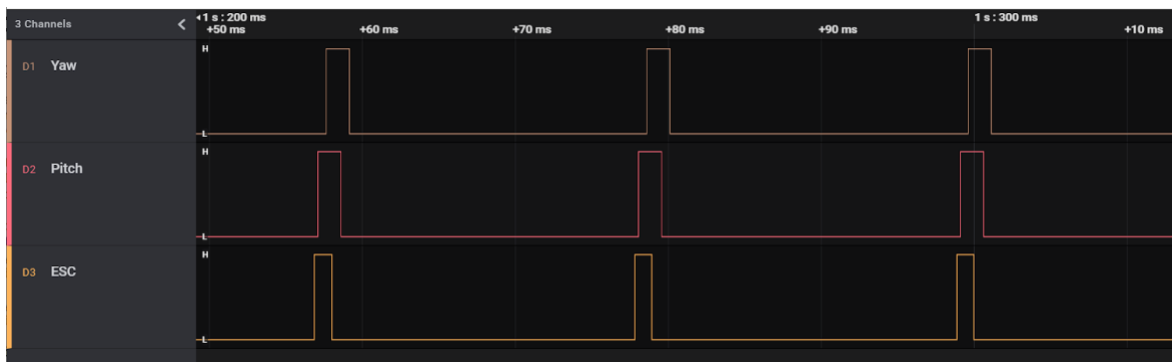 3 Channels
1 s : 200 ms
1 s : 300 ms
+50 ms +60 ms +70 ms +80 ms +90 ms +10 ms
H
D1 Yaw
L
H
D2 Pitch
L
H
D3 ESC
L